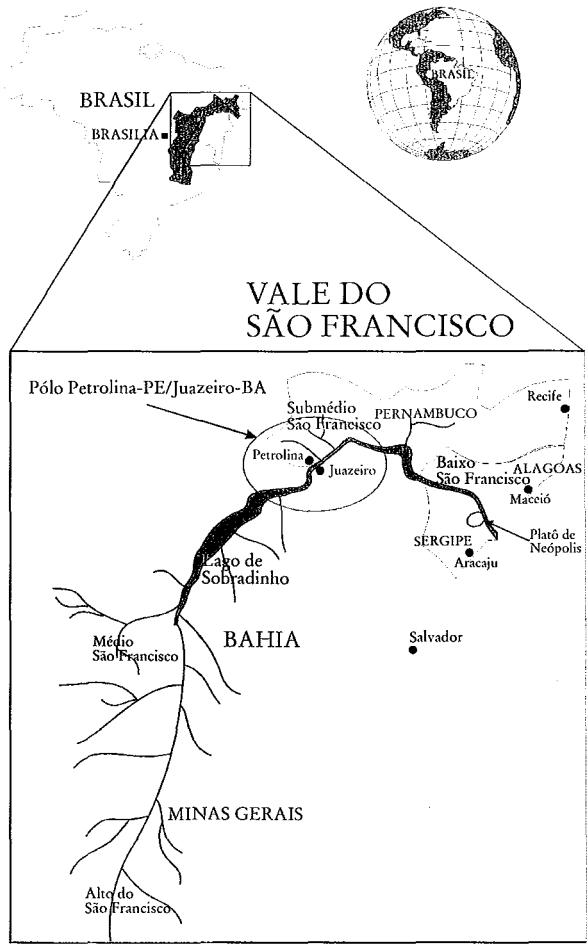 BRASIL
BRASILIA
BRASIL
VALE DO
SÃO FRANCISCO
Pólo Petrolina-PE/Juazeiro-BA
Submédio
São Francisco
PERNAMBUCO
Recife
Petrolina
Juazeiro
Baixo
São Francisco
ALAGOAS
Maceió
Platô de
Neópolis
SERGIPE
Aracaju
Lago de
Sobradinho
Médio
São Francisco
BAHIA
Salvador
MINAS GERAIS
Alto do
São Francisco